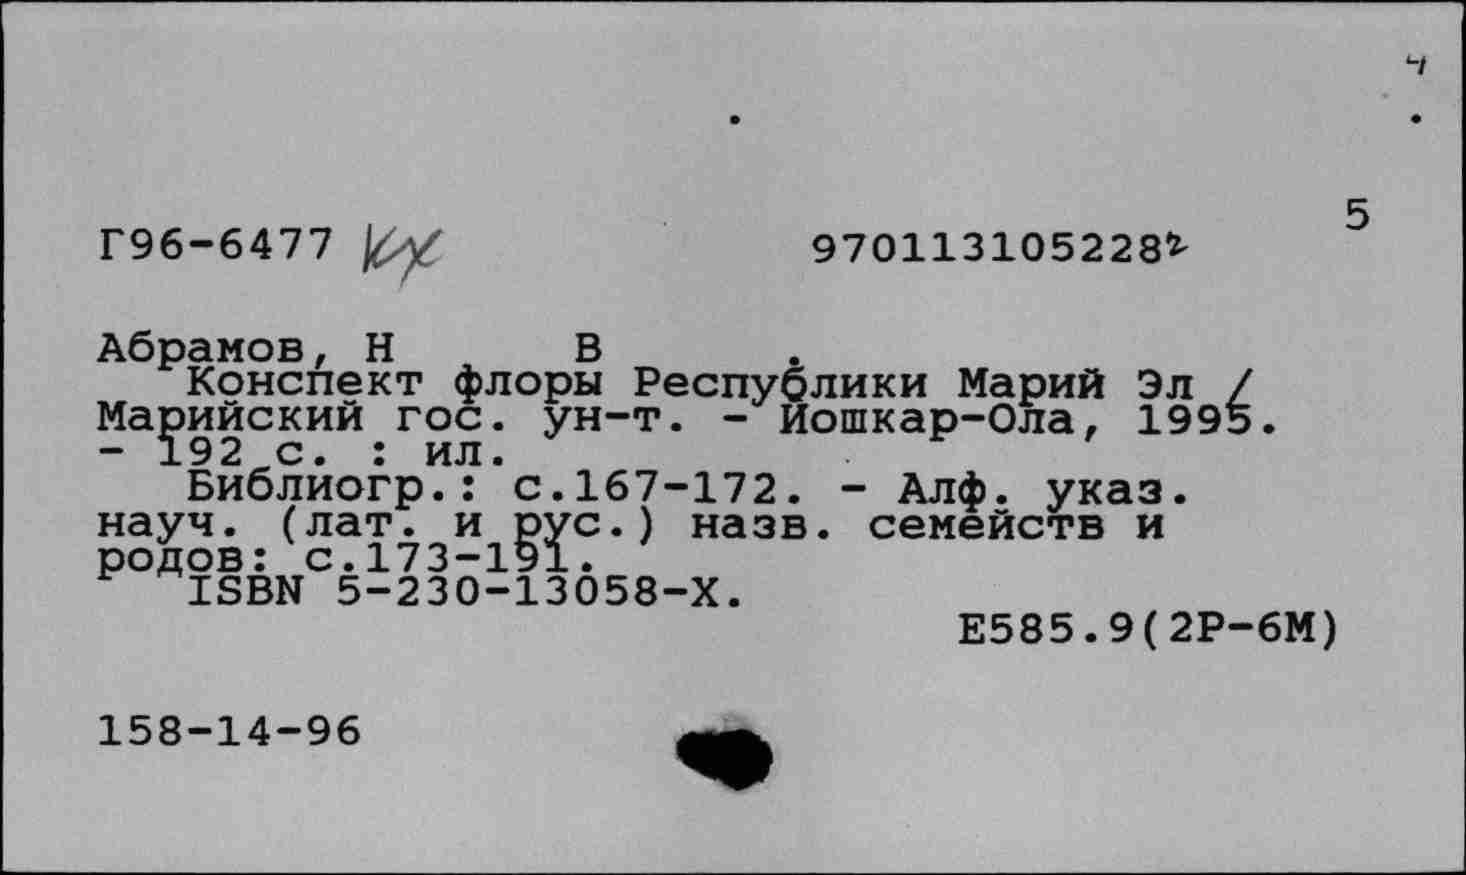 5
Г96-6477 9701131052282
Абрамов, Н В .
Конспект флоры Республики Марий Эл /
Марийский гос. ун-т. - Йошкар-Ола, 1995.
- 192 с. : ил.
Библиогр.: с.167-172. - Алф. указ.
науч. (лат. и рус.) назв. семейств и
родов: с.173-191.
ISBN 5-230-13058-X.
Е585.9(2Р-6М)
158-14-96